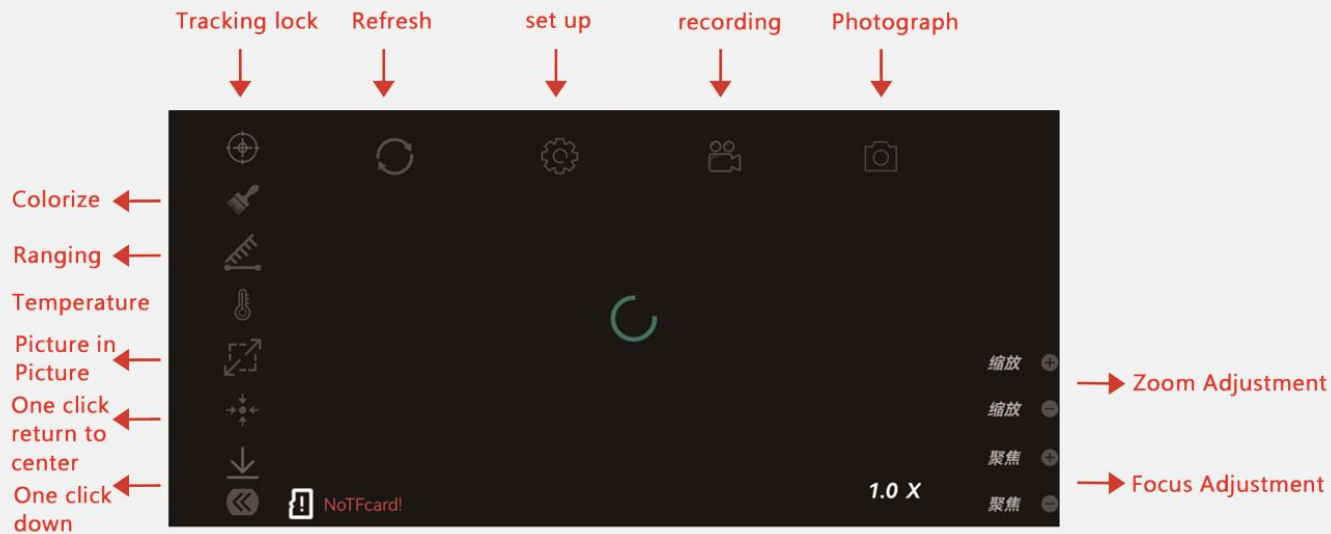 Tracking lock
Refresh
set up
recording
Photograph
Colorize
Ranging
Temperature
Picture in
Picture
One click
return to
center
One click
down
NoTFcard!
1.0 X
缩放
缩放
聚焦
聚焦
Zoom Adjustment
Focus Adjustment